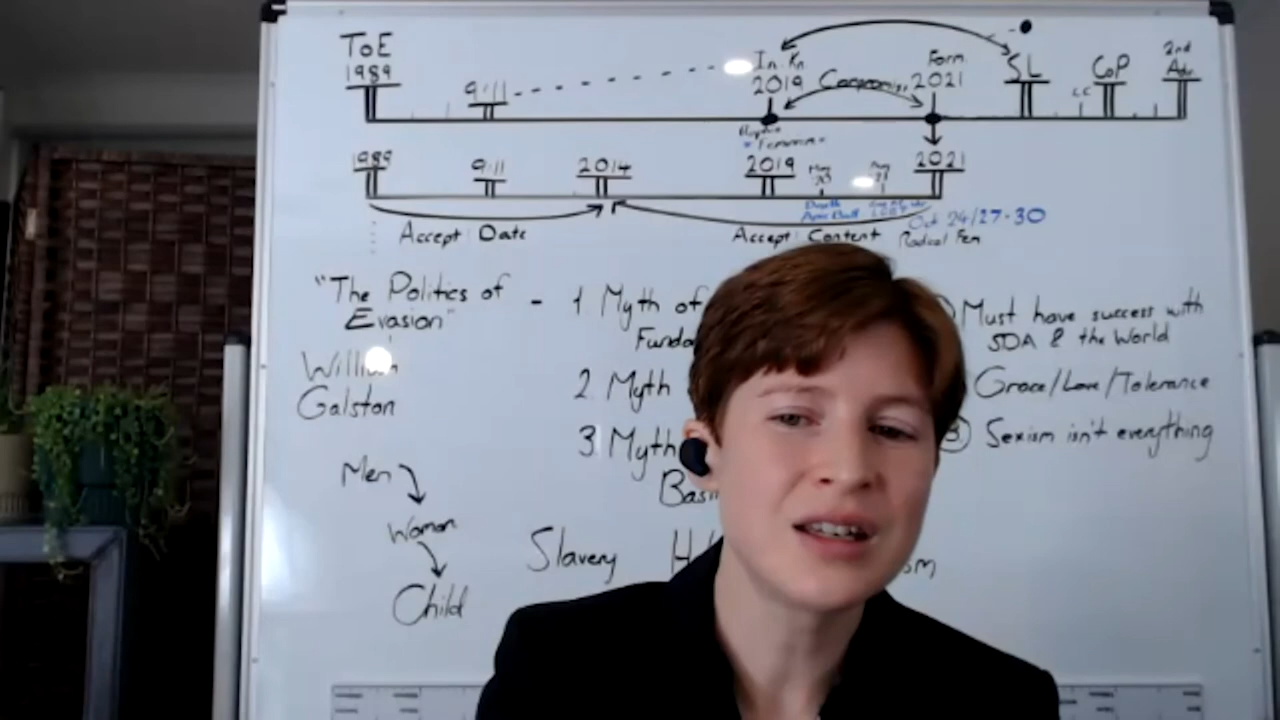 ToE
1989
9:11
In. Kn
2019
Compromise
Form.
2021
SL
CoP
2nd
Adv.
1989
9:11
2014
2019
2021
Oct 24/27-30
Accept Date
Accept Content
Radical Fem
"The Politics of
Evasion"
- 1 Myth of
Funda
Must have success with
SDA & the World
William
Galston
2 Myth
Grace/Love/Tolerance
3 Myth
Sexism isn't everything
Men
Woman
Child
Slavery